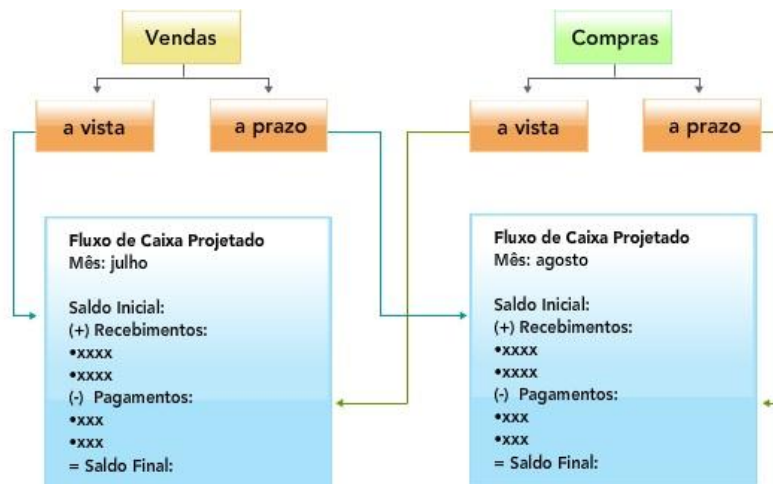 Vendas
Compras
a vista
a prazo
a vista
a prazo
Fluxo de Caixa Projetado
Mês: julho
Saldo Inicial:
(+) Recebimentos:
•xxxx
•xxxx
(-) Pagamentos:
•xxx
•xxx
= Saldo Final:
Fluxo de Caixa Projetado
Mês: agosto
Saldo Inicial:
(+) Recebimentos:
•xxxx
•xxxx
(-) Pagamentos:
•xxx
•xxx
= Saldo Final: